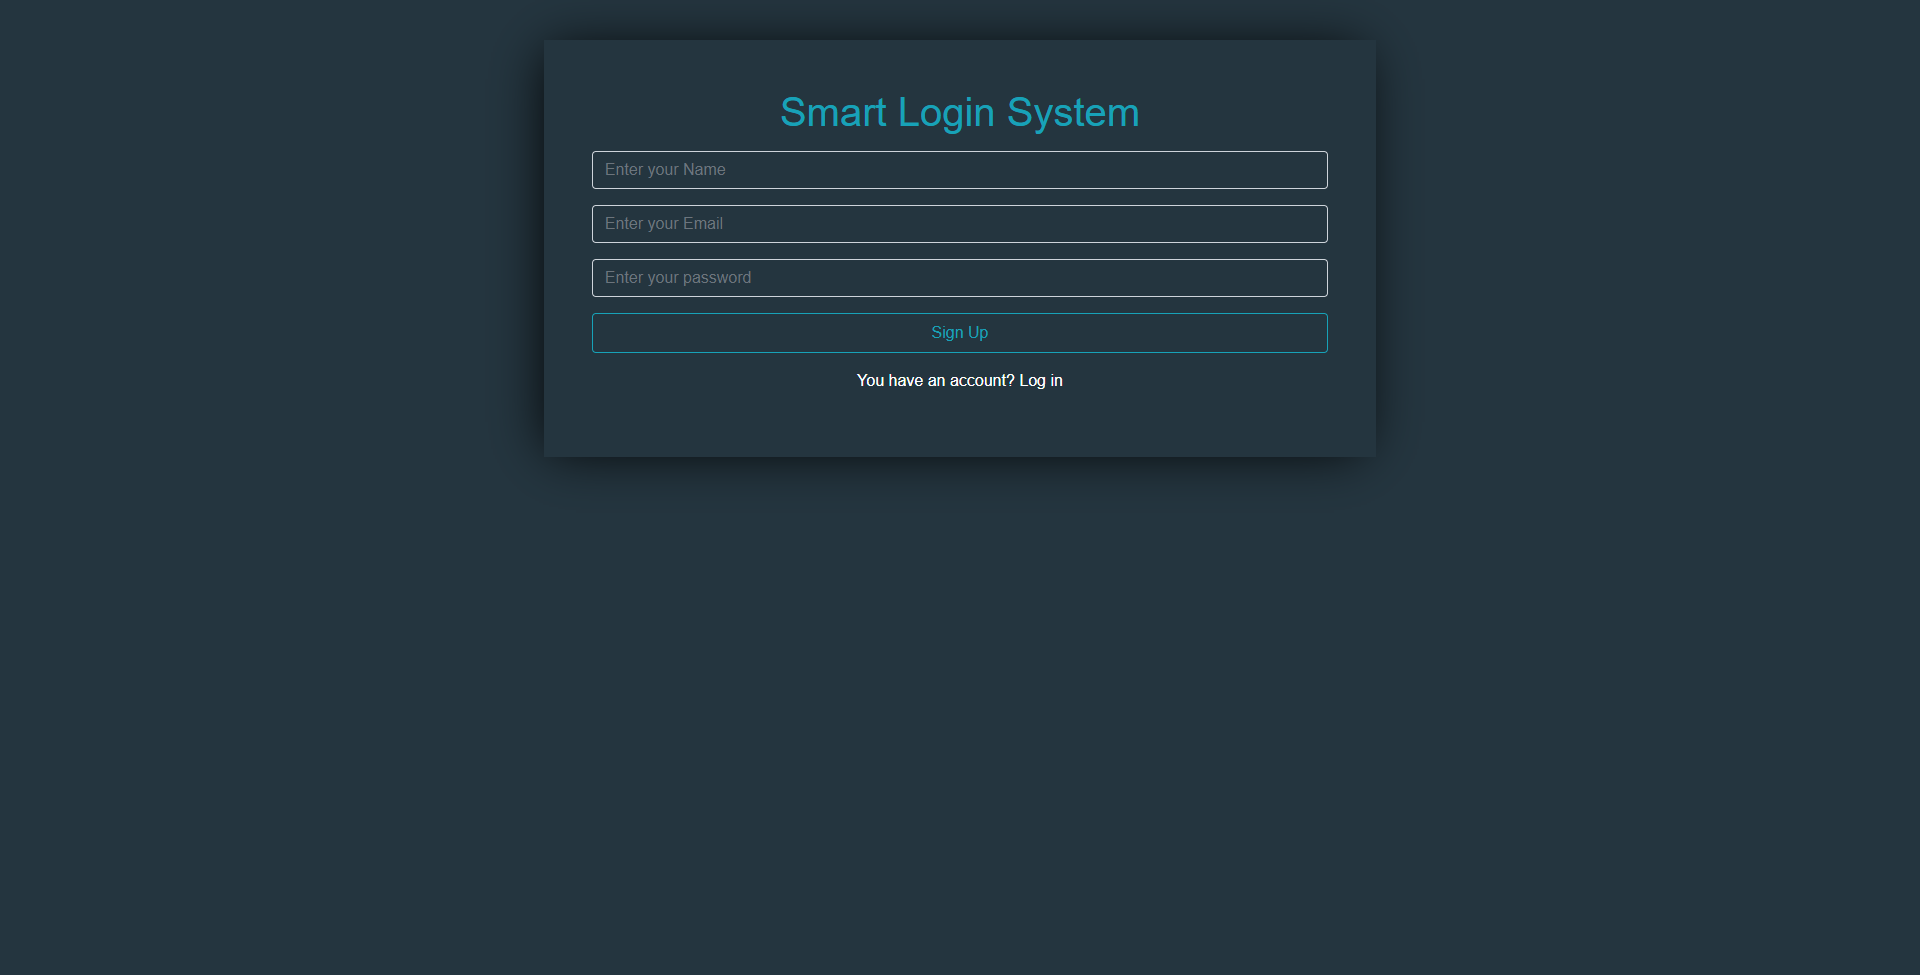 Smart Login System
Enter your Name
Enter your Email
Enter your password
Sign Up
You have an account? Log in